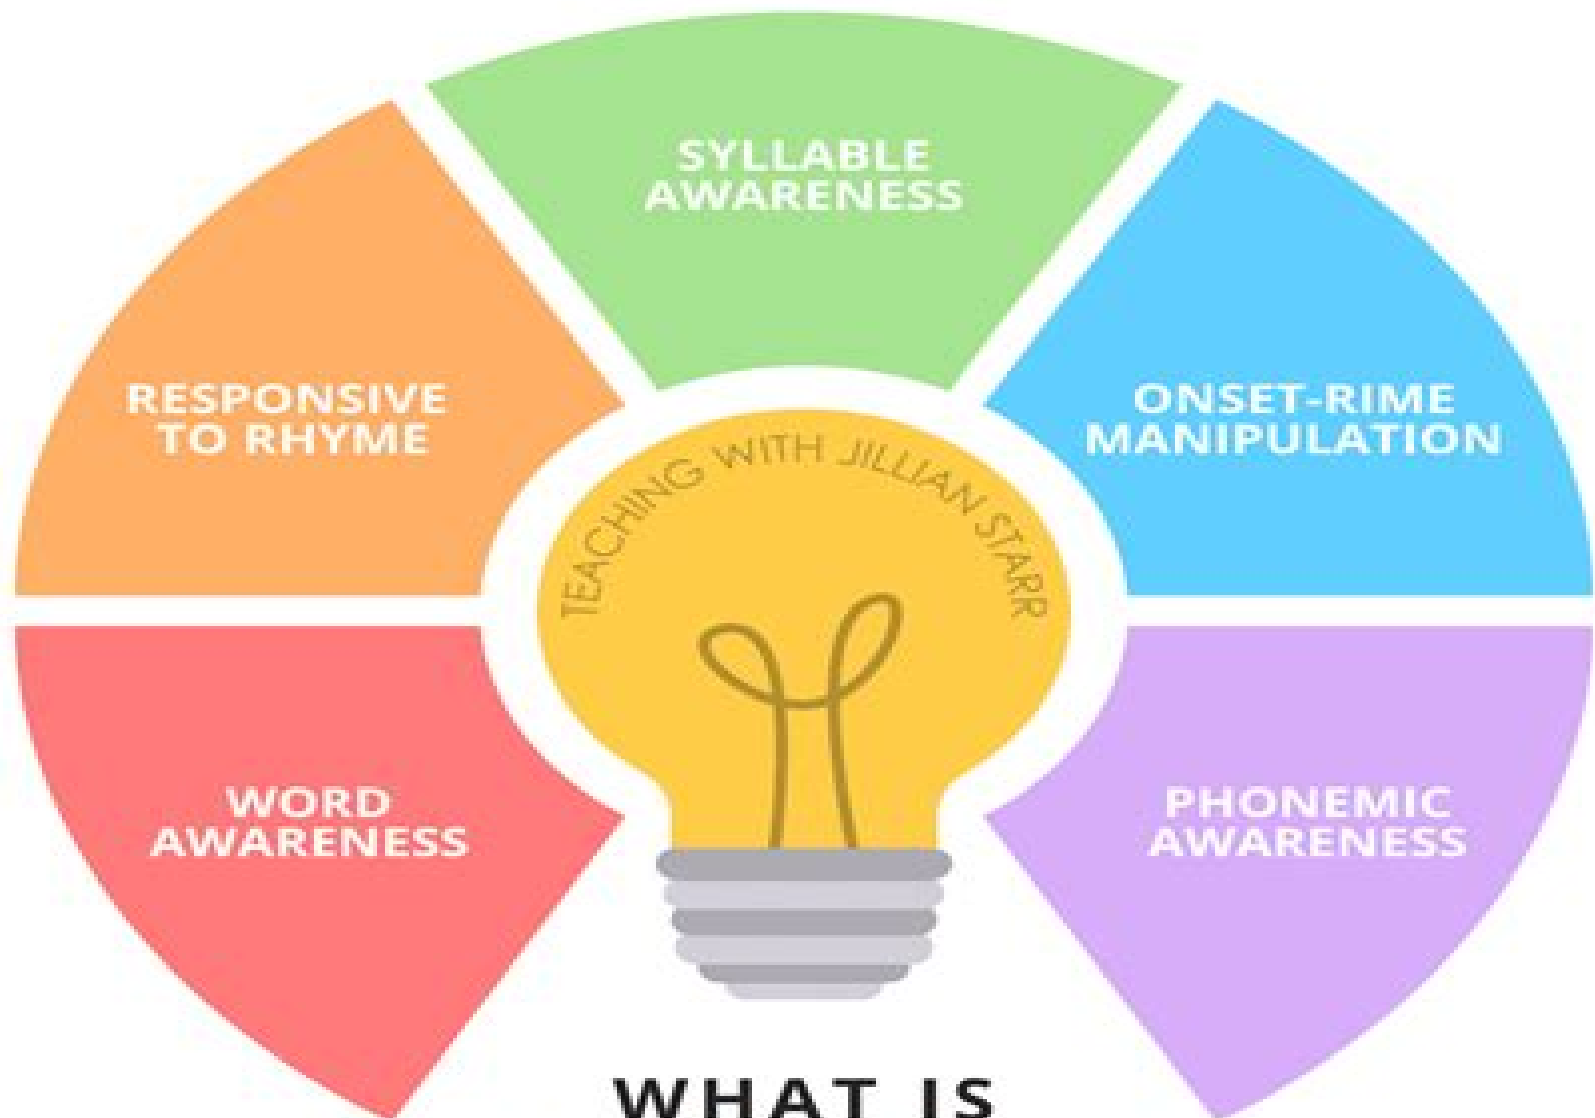 SYLLABLE
AWARENESS
RESPONSIVE
TO RHYME
ONSET-RIME
MANIPULATION
TEACHING WITH JILLIAN STARR
WORD
AWARENESS
PHONEMIC
AWARENESS
WHAT IS